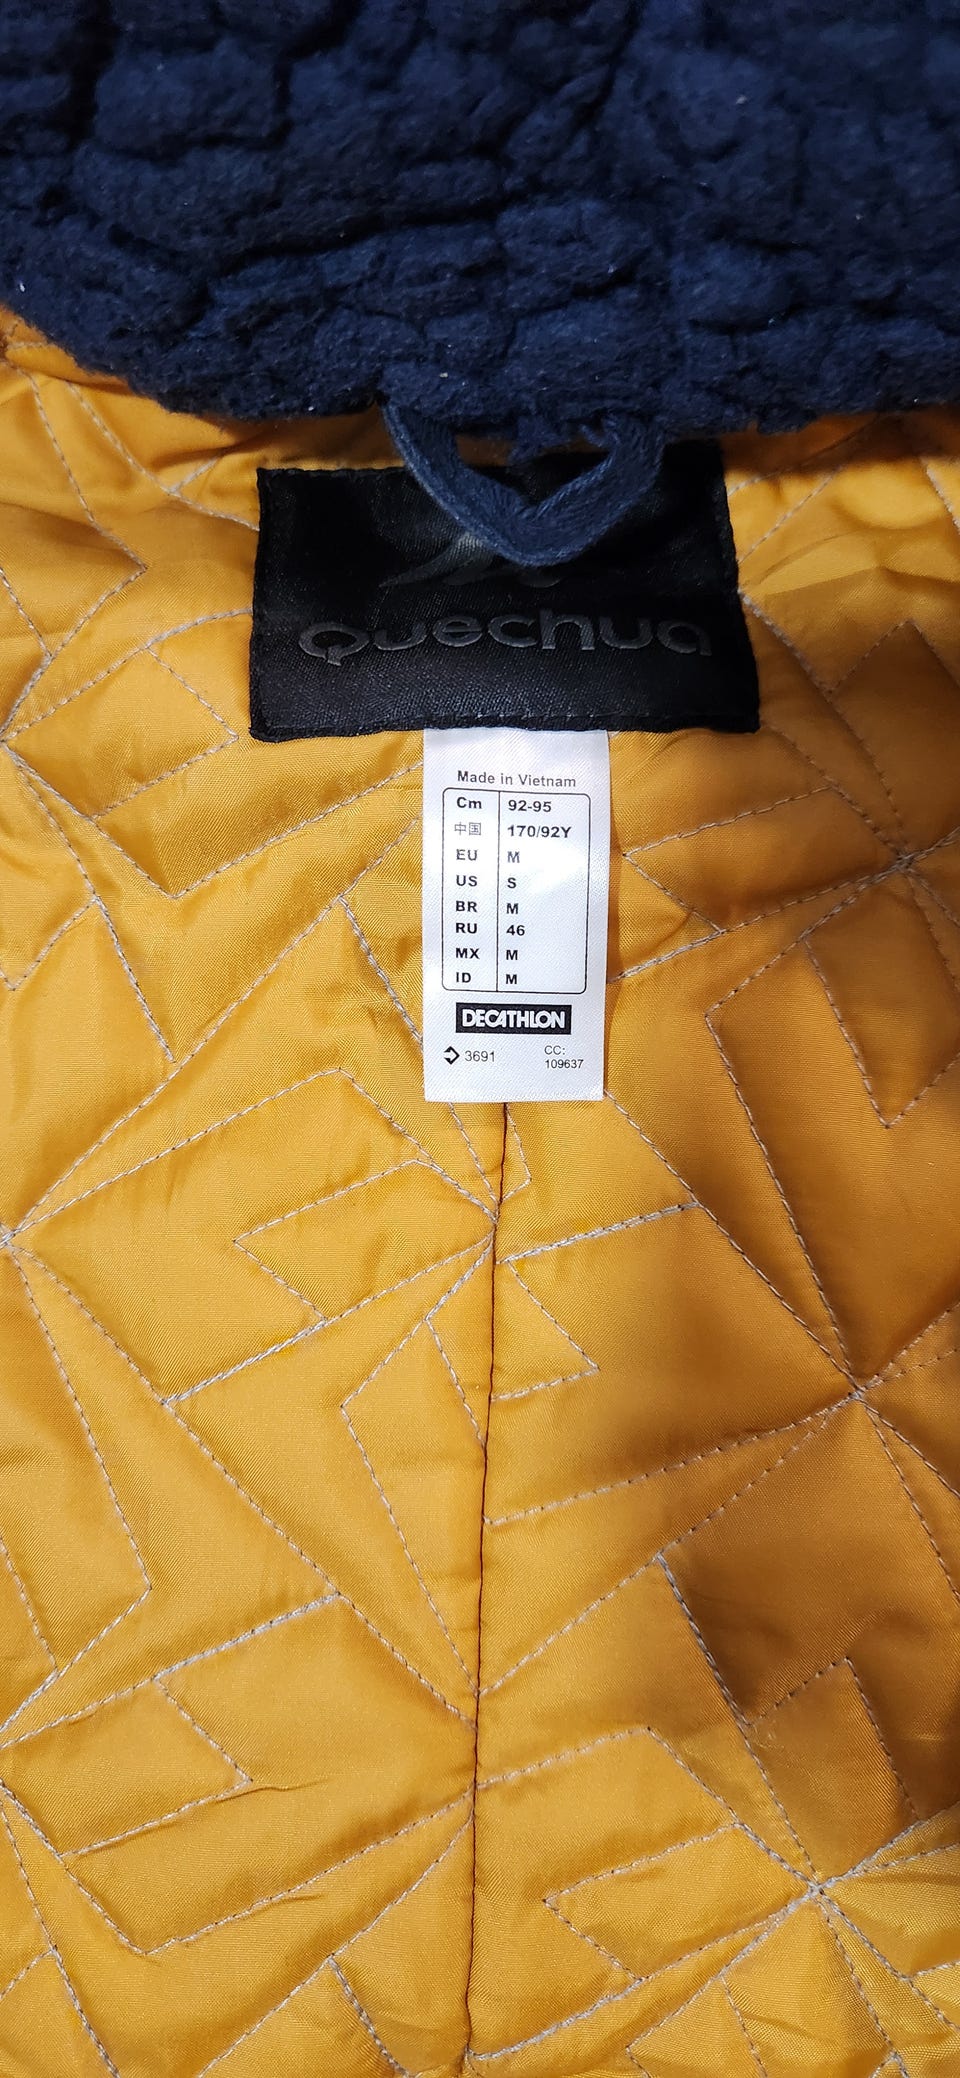 Quechua
Made in Vietnam
Cm 92-95
中国 170/92Y
EU M
US S
BR M
RU 46
MX M
ID M
DECATHLON
3691 CC:
109637